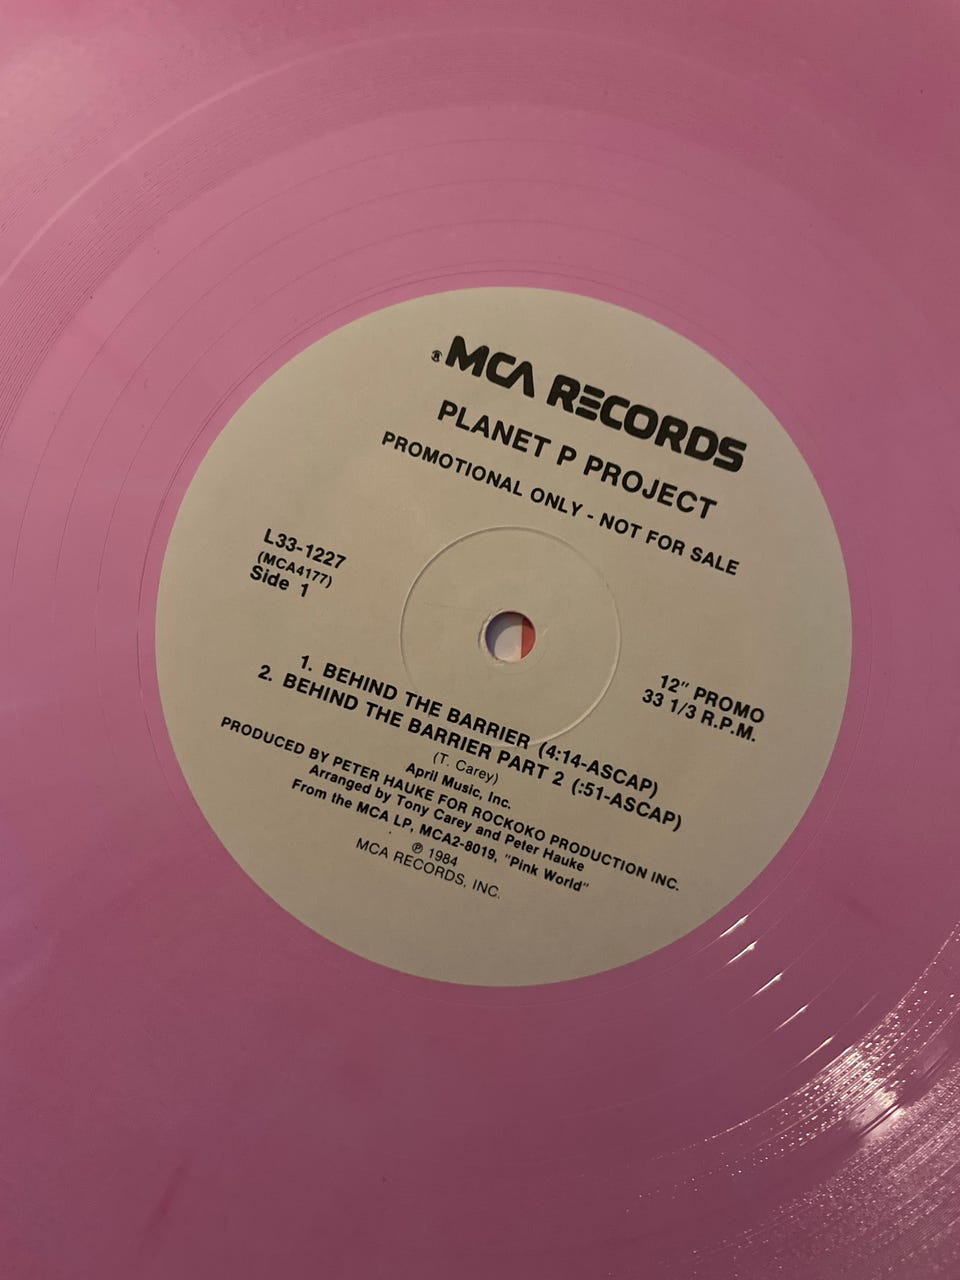 ® MCA RECORDS
PLANET P PROJECT
PROMOTIONAL ONLY - NOT FOR SALE
L33-1227
(MCA4177)
Side 1
12" PROMO
33 1/3 R.P.M.
1. BEHIND THE BARRIER (4:14-ASCAP)
2. BEHIND THE BARRIER PART 2 (:51-ASCAP)
(T. Carey)
April Music, Inc.
PRODUCED BY PETER HAUKE FOR ROCKOKO PRODUCTION INC.
Arranged by Tony Carey and Peter Hauke
From the MCA LP, MCA2-8019, "Pink World"
℗ 1984
MCA RECORDS, INC.